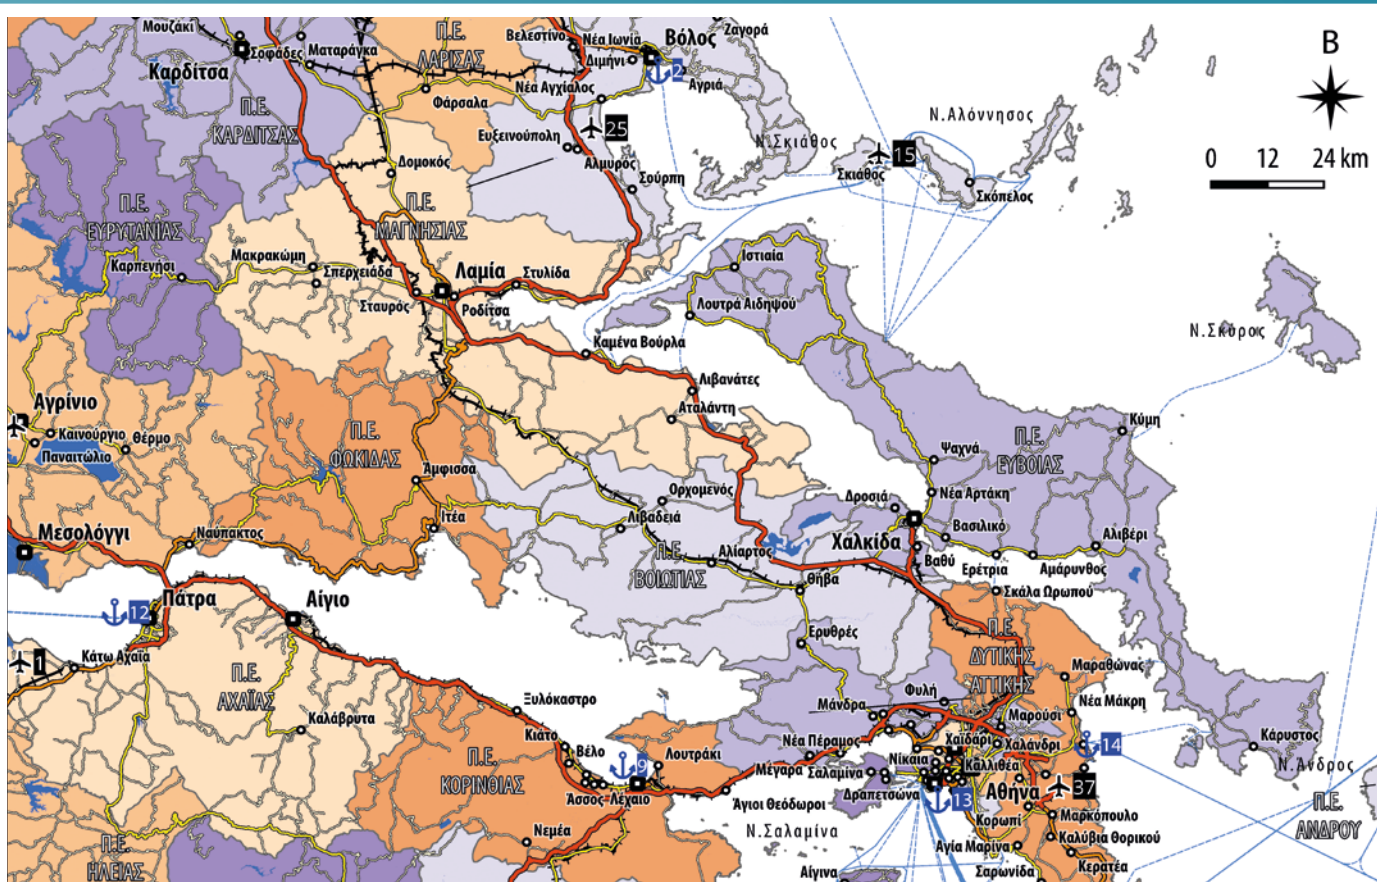 Μουζάκι
Σοφάδες
Ματαράγκα
Καρδίτσα
Π.Ε.
ΛΑΡΙΣΑΣ
Βελεστίνο
Νέα Ιωνία
Βόλος
Ζαγορά
Διμήνι
2
Αγριά
Νέα Αγχίαλος
Φάρσαλα
Β
Π.Ε.
ΚΑΡΔΙΤΣΑΣ
25
Ευξεινούπολη
Αλμυρός
Ν.Σκιάθος
Ν.Αλόννησος
15
Σκιάθος
0 12 24 km
Δομοκός
Σούρπη
Σκόπελος
Π.Ε.
ΕΥΡΥΤΑΝΙΑΣ
Π.Ε.
ΜΑΓΝΗΣΙΑΣ
Μακρακώμη
Καρπενήσι
Σπερχειάδα
Λαμία
Στυλίδα
Ιστιαία
Σταυρός
Ροδίτσα
Λουτρά Αιδηψού
Ν.Σκύρος
Καμένα Βούρλα
Λιβανάτες
Αταλάντη
Αγρίνιο
Καινούργιο
Θέρμο
Παναιτώλιο
Π.Ε.
ΦΩΚΙΔΑΣ
Κύμη
Π.Ε.
ΕΥΒΟΙΑΣ
Ψαχνά
Άμφισσα
Ορχομενός
Δροσιά
Νέα Αρτάκη
Ιτέα
Λιβαδειά
Βασιλικό
Αλιβέρι
Μεσολόγγι
Ναύπακτος
Χαλκίδα
Π.Ε.
ΒΟΙΩΤΙΑΣ
Αλίαρτος
Βαθύ
Ερέτρια
Αμάρυνθος
Θήβα
Σκάλα Ωρωπού
12
Πάτρα
Αίγιο
Ερυθρές
Π.Ε.
ΔΥΤΙΚΗΣ
ΑΤΤΙΚΗΣ
1
Κάτω Αχαϊα
Π.Ε.
ΑΧΑΪΑΣ
Μαραθώνας
Φυλή
Μάνδρα
Νέα Μάκρη
Ξυλόκαστρο
Καλάβρυτα
Μαρούσι
Κιάτο
Βέλο
Νέα Πέραμος
Χαϊδάρι
Χαλάνδρι
14
Κάρυστος
Π.Ε.
ΚΟΡΙΝΘΙΑΣ
9
Λουτράκι
Μέγαρα
Σαλαμίνα
Νίκαια
Καλλιθέα
Ν.Άνδρος
Άσσος
Λέχαιο
Άγιοι Θεόδωροι
Δραπετσώνα
13
Αθήνα
37
Π.Ε.
ΑΝΔΡΟΥ
Κορωπί
Μαρκόπουλο
Νεμέα
Ν.Σαλαμίνα
Αγία Μαρίνα
Καλύβια Θορικού
Π.Ε.
ΗΛΕΙΑΣ
Αίγινα
Σαρωνίδα
Κερατέα